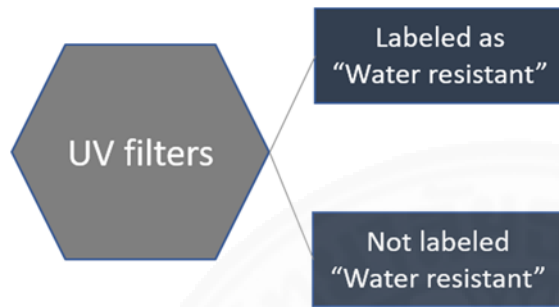 Labeled as
“Water resistant”
UV filters
Not labeled
“Water resistant”